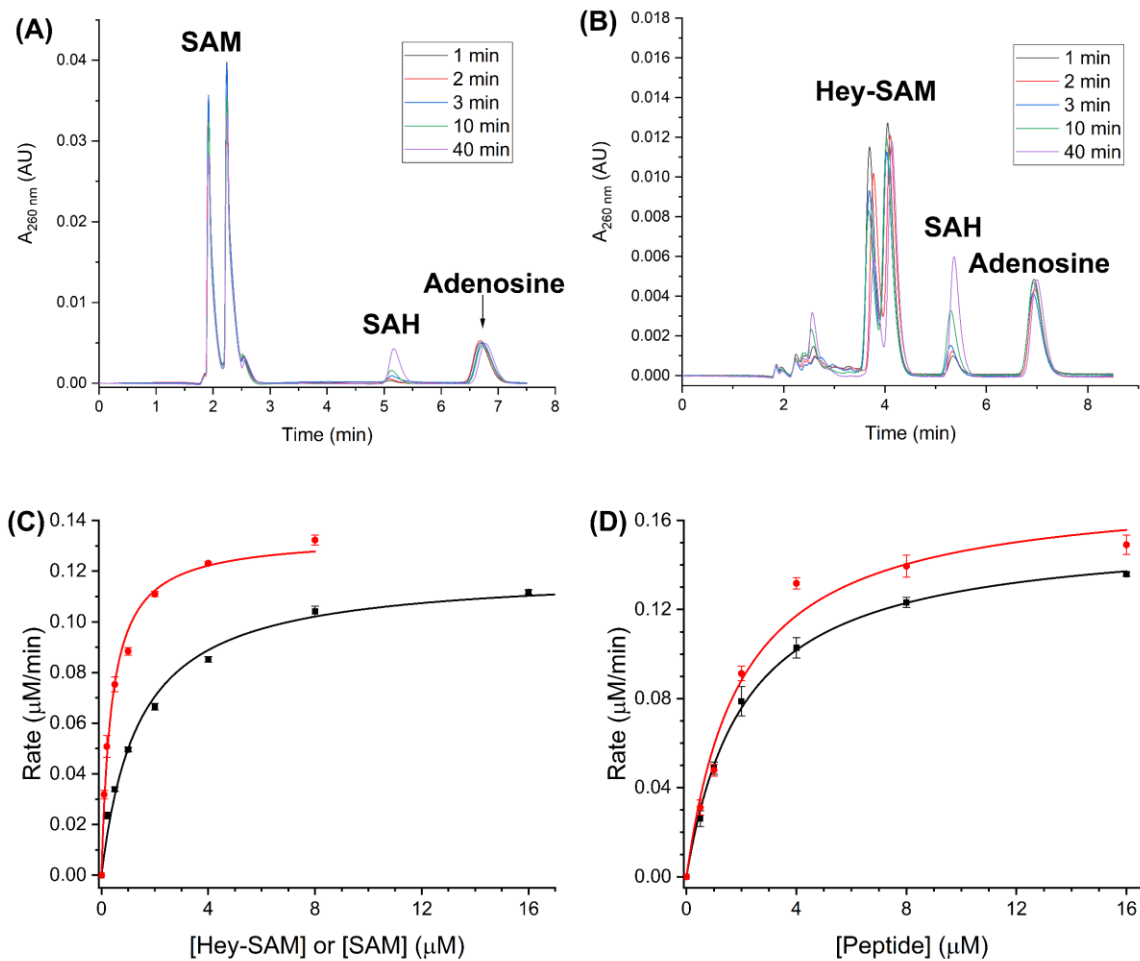 (A)
SAM
1 min
2 min
3 min
10 min
40 min
SAH
Adenosine
A260 nm (AU)
0.04
0.03
0.02
0.01
0.00
0 1 2 3 4 5 6 7 8
Time (min)
(B)
Hey-SAM
1 min
2 min
3 min
10 min
40 min
SAH
Adenosine
A260 nm (AU)
0.018
0.016
0.014
0.012
0.010
0.008
0.006
0.004
0.002
0.000
0 2 4 6 8
Time (min)
(C)
Rate (μM/min)
0.14
0.12
0.10
0.08
0.06
0.04
0.02
0.00
0 4 8 12 16
[Hey-SAM] or [SAM] (μM)
(D)
Rate (μM/min)
0.16
0.12
0.08
0.04
0.00
0 4 8 12 16
[Peptide] (μM)